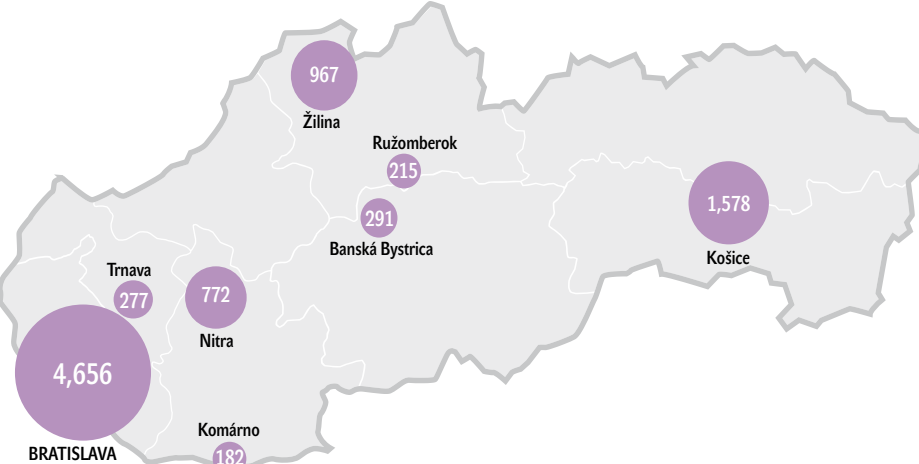 967
Žilina
Ružomberok
215
291
Banská Bystrica
1,578
Košice
Trnava
277
772
Nitra
4,656
BRATISLAVA
Komárno
182